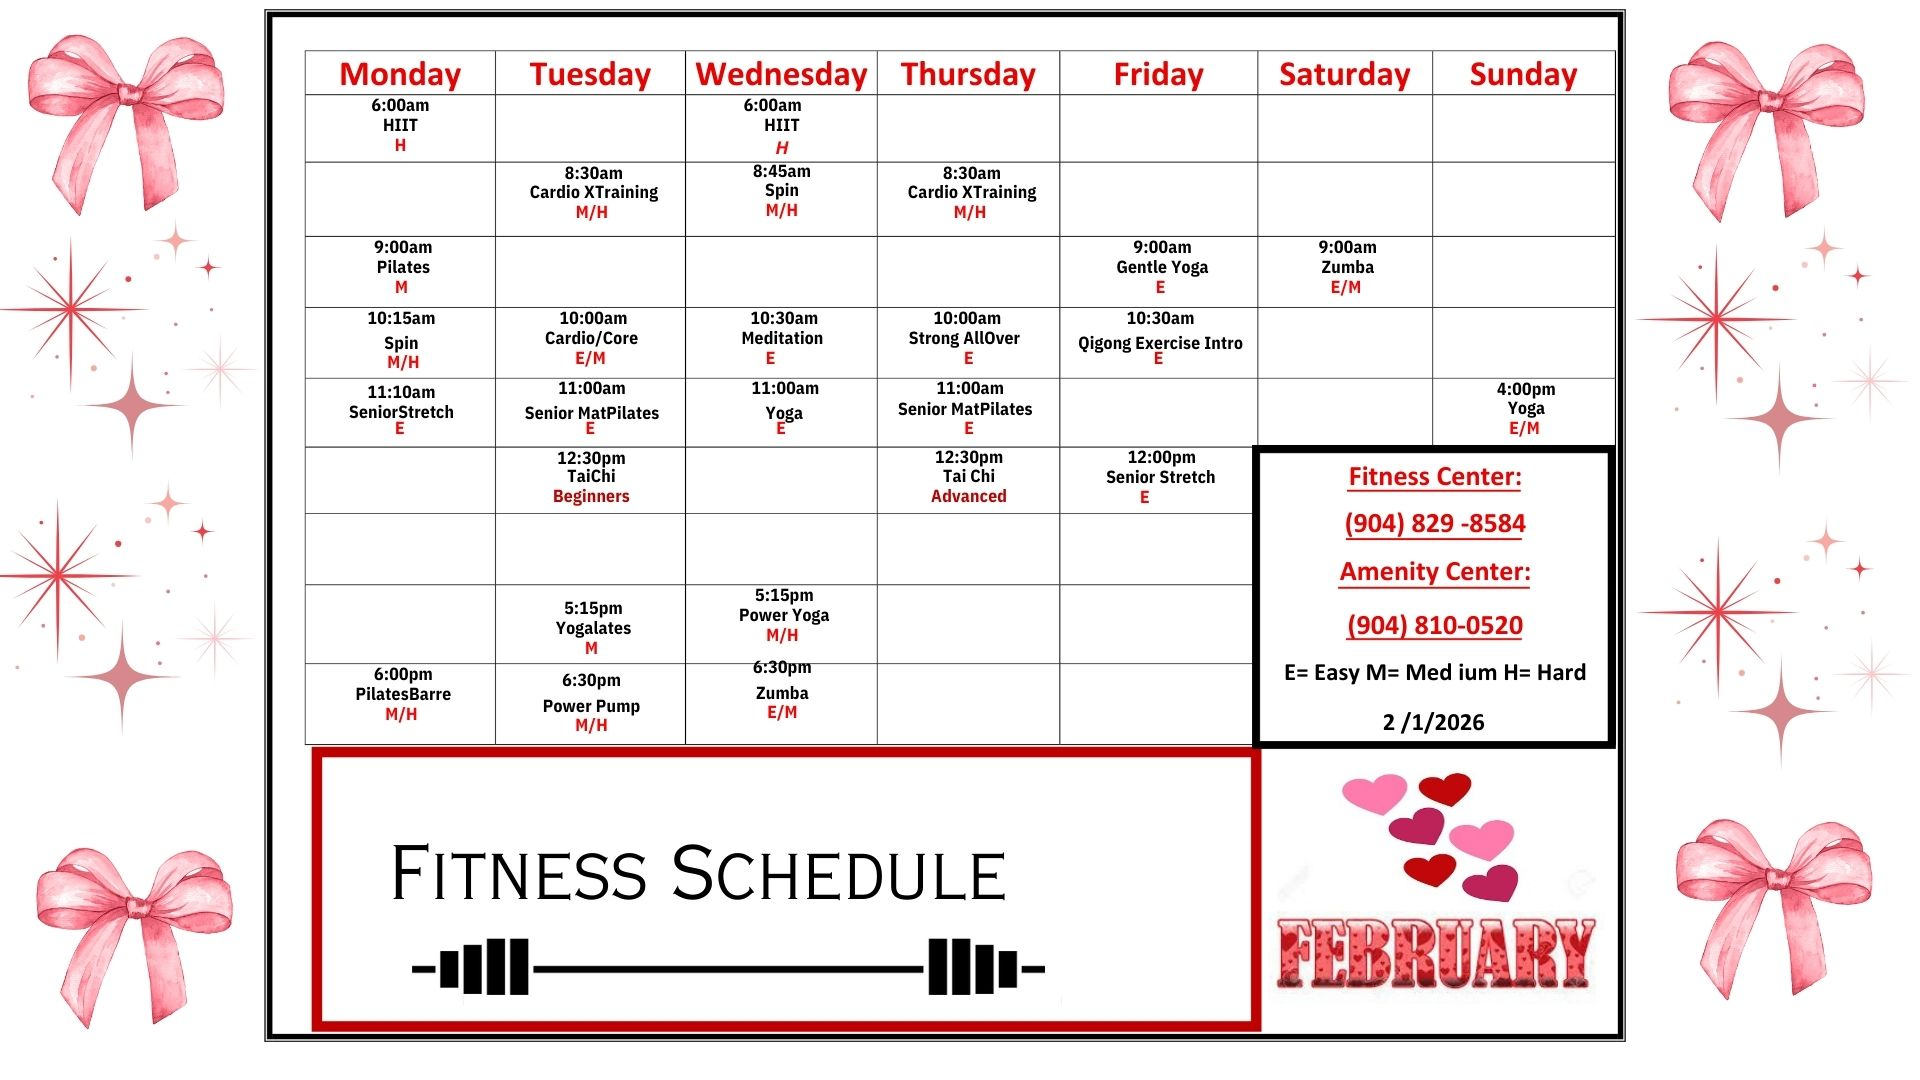 Monday Tuesday Wednesday Thursday Friday Saturday Sunday
6:00am
HIIT
H
6:00am
HIIT
H
8:30am
Cardio XTraining
M/H
8:45am
Spin
M/H
8:30am
Cardio XTraining
M/H
9:00am
Pilates
M
9:00am
Gentle Yoga
E
9:00am
Zumba
E/M
10:15am
Spin
M/H
10:00am
Cardio/Core
E/M
10:30am
Meditation
E
10:00am
Strong AllOver
E
10:30am
Qigong Exercise Intro
E
11:10am
SeniorStretch
E
11:00am
Senior MatPilates
E
11:00am
Yoga
E
11:00am
Senior MatPilates
E
4:00pm
Yoga
E/M
12:30pm
TaiChi
Beginners
12:30pm
Tai Chi
Advanced
12:00pm
Senior Stretch
E
5:15pm
Yogalates
M
5:15pm
Power Yoga
M/H
6:00pm
PilatesBarre
M/H
6:30pm
Power Pump
M/H
6:30pm
Zumba
E/M
Fitness Center:
(904) 829 -8584
Amenity Center:
(904) 810-0520
E= Easy M= Med ium H= Hard
2 /1/2026
Fitness Schedule
FEBRUARY